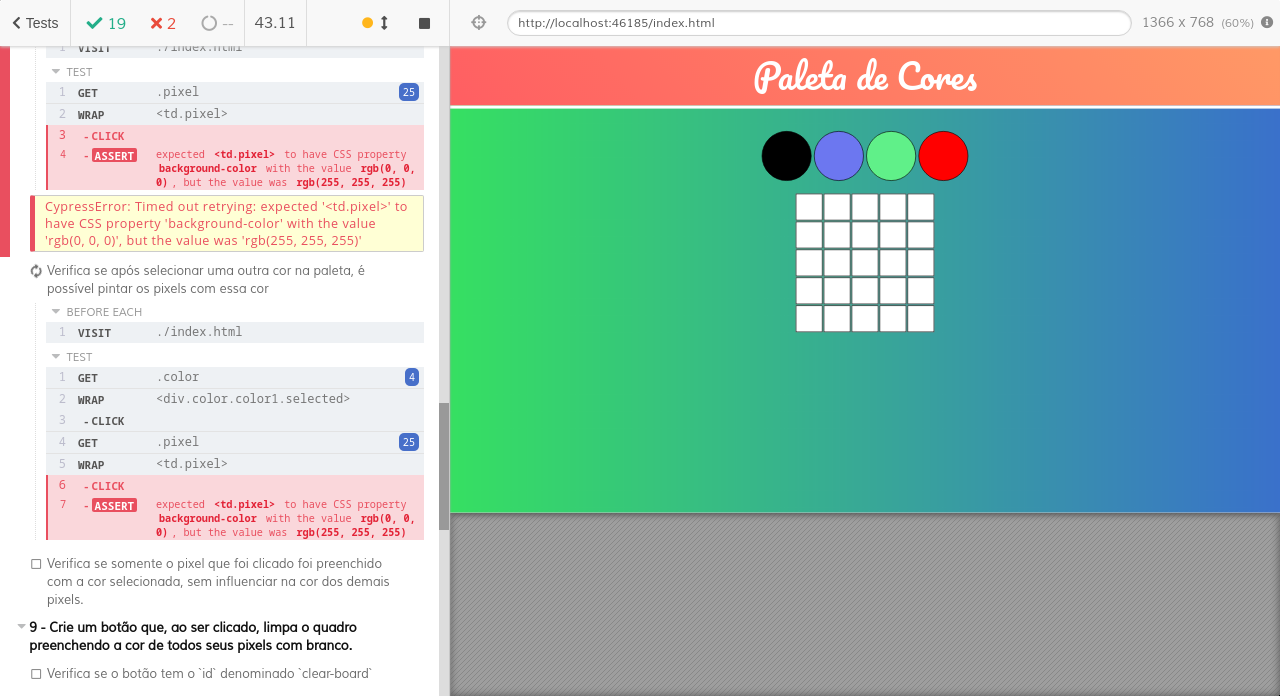 Tests 19 2 -- 43.11 http://localhost:46185/index.html 1366 x 768 (60%)
1 VISIT ./index.html
TEST
1 GET .pixel 25
2 WRAP <td.pixel>
3 -CLICK
4 -ASSERT expected <td.pixel> to have CSS property
background-color with the value rgb(0, 0,
0) , but the value was rgb(255, 255, 255)
CypressError: Timed out retrying: expected '<td.pixel>' to
have CSS property 'background-color' with the value
'rgb(0, 0, 0)', but the value was 'rgb(255, 255, 255)'
Verifica se após selecionar uma outra cor na paleta, é
possível pintar os pixels com essa cor
BEFORE EACH
1 VISIT ./index.html
TEST
1 GET .color 4
2 WRAP <div.color.color1.selected>
3 -CLICK
4 GET .pixel 25
5 WRAP <td.pixel>
6 -CLICK
7 -ASSERT expected <td.pixel> to have CSS property
background-color with the value rgb(0, 0,
0) , but the value was rgb(255, 255, 255)
Verifica se somente o pixel que foi clicado foi preenchido
com a cor selecionada, sem influenciar na cor dos demais
pixels.
9 - Crie um botão que, ao ser clicado, limpa o quadro
preenchendo a cor de todos seus pixels com branco.
Verifica se o botão tem o `id` denominado `clear-board`
Paleta de Cores